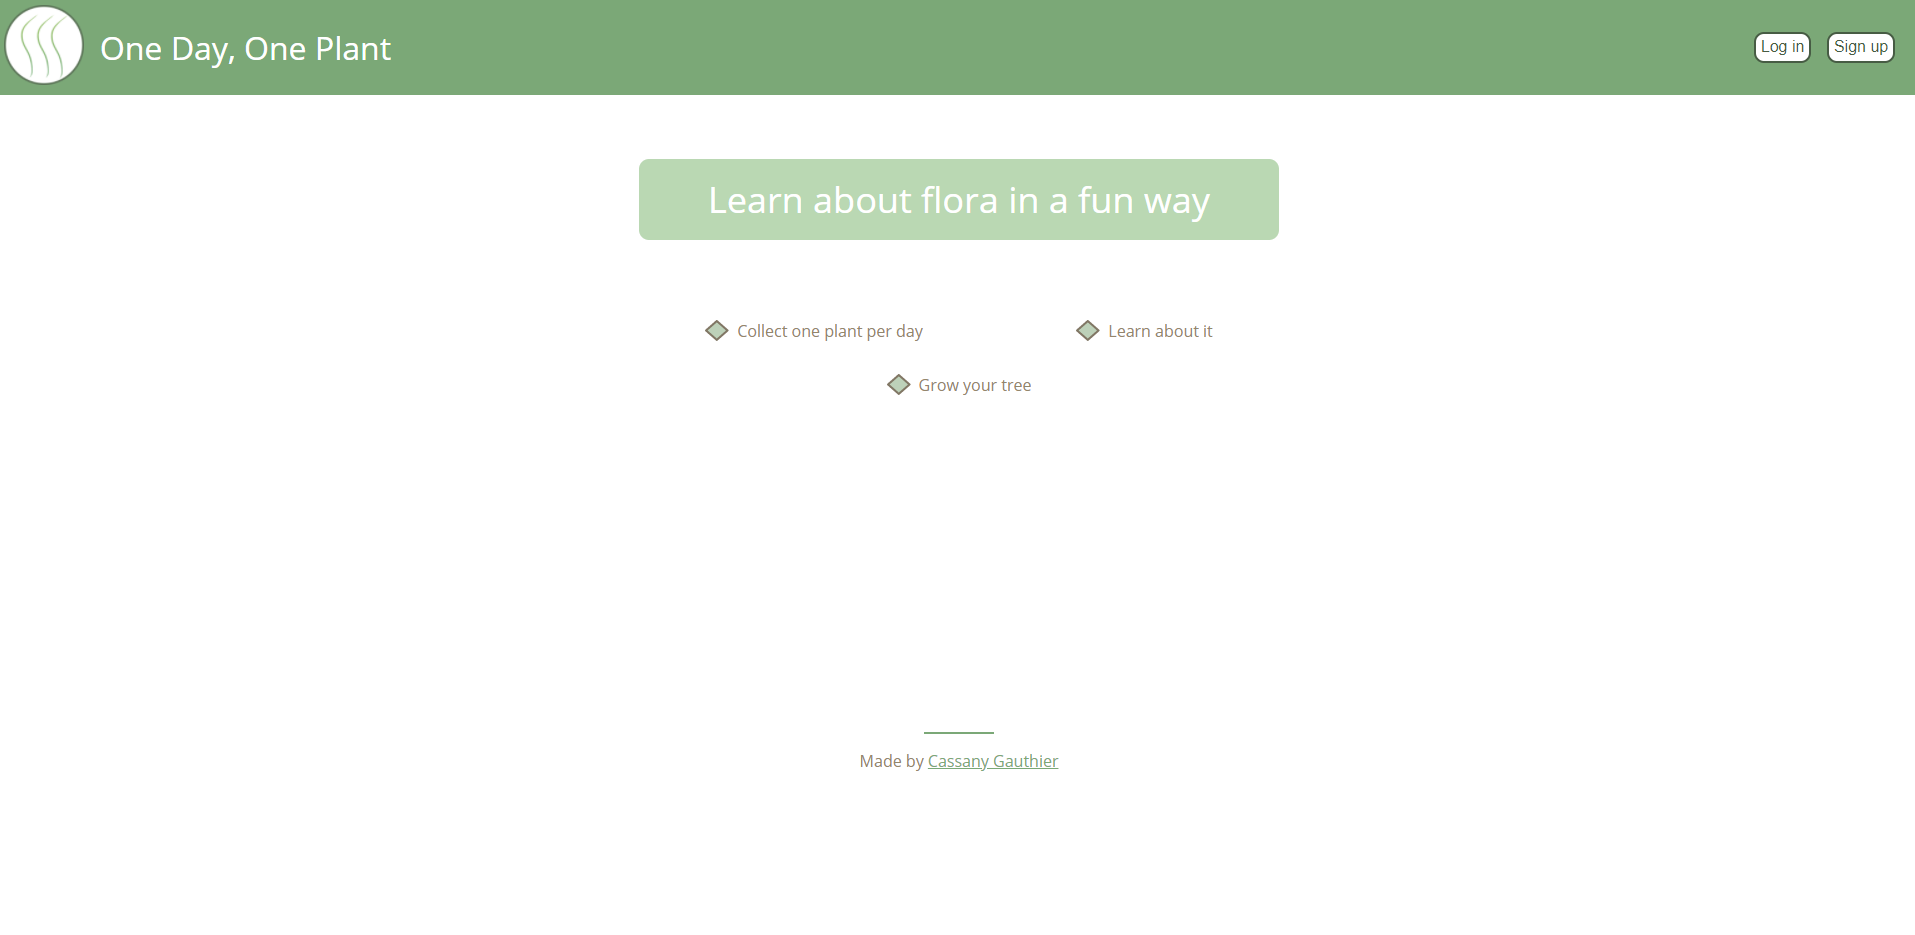 One Day, One Plant
Log in
Sign up
Learn about flora in a fun way
Collect one plant per day
Learn about it
Grow your tree
Made by Cassany Gauthier